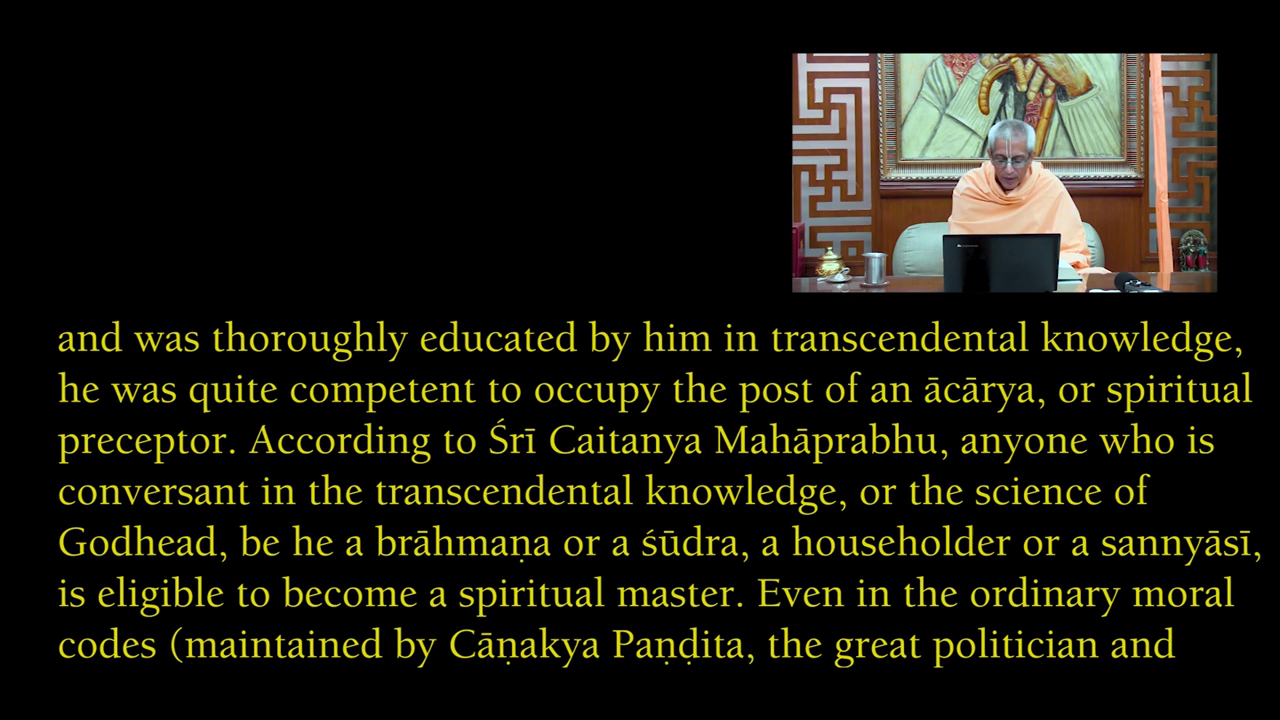 and was thoroughly educated by him in transcendental knowledge,
he was quite competent to occupy the post of an ācārya, or spiritual
preceptor. According to Śrī Caitanya Mahāprabhu, anyone who is
conversant in the transcendental knowledge, or the science of
Godhead, be he a brāhmaṇa or a śūdra, a householder or a sannyāsī,
is eligible to become a spiritual master. Even in the ordinary moral
codes (maintained by Cāṇakya Paṇḍita, the great politician and